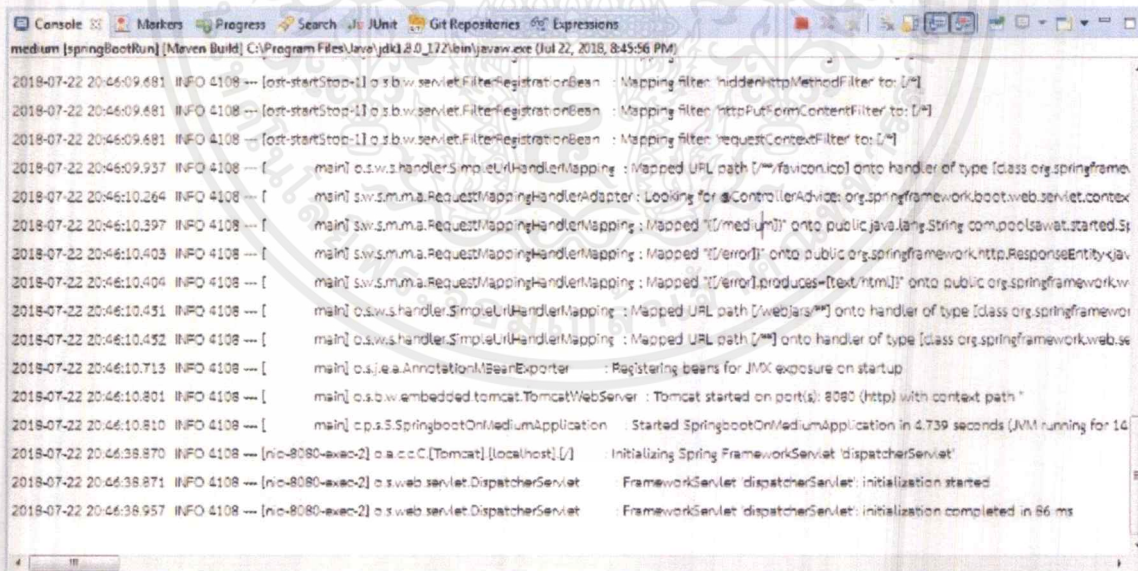 Console Markers Progress Search JUnit Git Repositories Expressions
medium [springBootRun] [Maven Build] C:\Program Files\Java\jdk1.8.0_172\bin\javaw.exe (Jul 22, 2018, 8:45:56 PM)
2018-07-22 20:46:09.681 INFO 4108 --- [ost-startStop-1] o.s.b.w.servlet.FilterRegistrationBean : Mapping filter: 'hiddenHttpMethodFilter' to: [/*]
2018-07-22 20:46:09.681 INFO 4108 --- [ost-startStop-1] o.s.b.w.servlet.FilterRegistrationBean : Mapping filter: 'httpPutFormContentFilter' to: [/*]
2018-07-22 20:46:09.681 INFO 4108 --- [ost-startStop-1] o.s.b.w.servlet.FilterRegistrationBean : Mapping filter: 'requestContextFilter' to: [/*]
2018-07-22 20:46:09.937 INFO 4108 --- [ main] o.s.w.s.handler.SimpleUrlHandlerMapping : Mapped URL path [/**/favicon.ico] onto handler of type [class org.springframew
2018-07-22 20:46:10.264 INFO 4108 --- [ main] s.w.s.m.m.a.RequestMappingHandlerAdapter : Looking for @ControllerAdvice: org.springframework.boot.web.servlet.contex
2018-07-22 20:46:10.397 INFO 4108 --- [ main] s.w.s.m.m.a.RequestMappingHandlerMapping : Mapped "{[/medium]}" onto public java.lang.String com.poolsawat.started.Sp
2018-07-22 20:46:10.403 INFO 4108 --- [ main] s.w.s.m.m.a.RequestMappingHandlerMapping : Mapped "{[/error]}" onto public org.springframework.http.ResponseEntity<jav
2018-07-22 20:46:10.404 INFO 4108 --- [ main] s.w.s.m.m.a.RequestMappingHandlerMapping : Mapped "{[/error],produces=[text/html]}" onto public org.springframework.w
2018-07-22 20:46:10.451 INFO 4108 --- [ main] o.s.w.s.handler.SimpleUrlHandlerMapping : Mapped URL path [/webjars/**] onto handler of type [class org.springframewor
2018-07-22 20:46:10.452 INFO 4108 --- [ main] o.s.w.s.handler.SimpleUrlHandlerMapping : Mapped URL path [/**] onto handler of type [class org.springframework.web.se
2018-07-22 20:46:10.713 INFO 4108 --- [ main] o.s.j.e.a.AnnotationMBeanExporter : Registering beans for JMX exposure on startup
2018-07-22 20:46:10.801 INFO 4108 --- [ main] o.s.b.w.embedded.tomcat.TomcatWebServer : Tomcat started on port(s): 8080 (http) with context path ''
2018-07-22 20:46:10.810 INFO 4108 --- [ main] c.p.s.S.SpringbootOnMediumApplication : Started SpringbootOnMediumApplication in 4.739 seconds (JVM running for 14
2018-07-22 20:46:38.870 INFO 4108 --- [nio-8080-exec-2] o.a.c.c.C.[Tomcat].[localhost].[/] : Initializing Spring FrameworkServlet 'dispatcherServlet'
2018-07-22 20:46:38.871 INFO 4108 --- [nio-8080-exec-2] o.s.web.servlet.DispatcherServlet : FrameworkServlet 'dispatcherServlet': initialization started
2018-07-22 20:46:38.957 INFO 4108 --- [nio-8080-exec-2] o.s.web.servlet.DispatcherServlet : FrameworkServlet 'dispatcherServlet': initialization completed in 86 ms